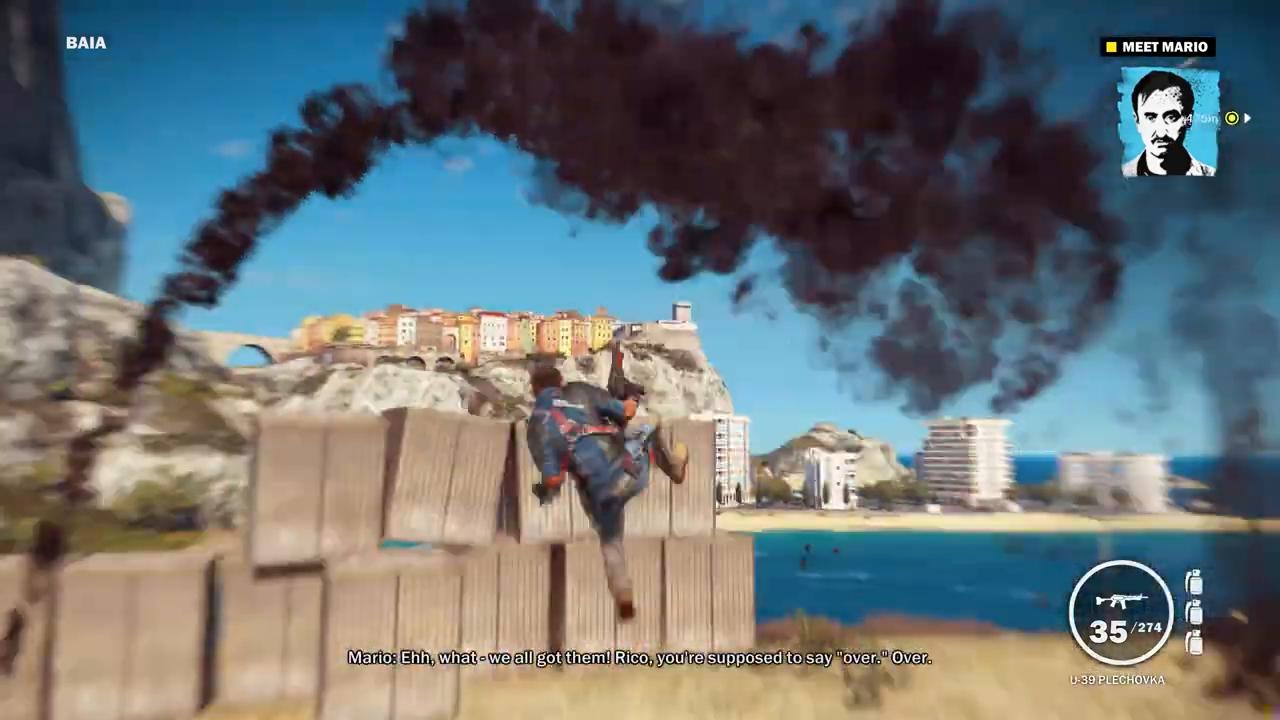 BAIA
MEET MARIO
Mario: Ehh, what - we all got them! Rico, you're supposed to say "over." Over.
35/274
U-39 PLECHOVKA